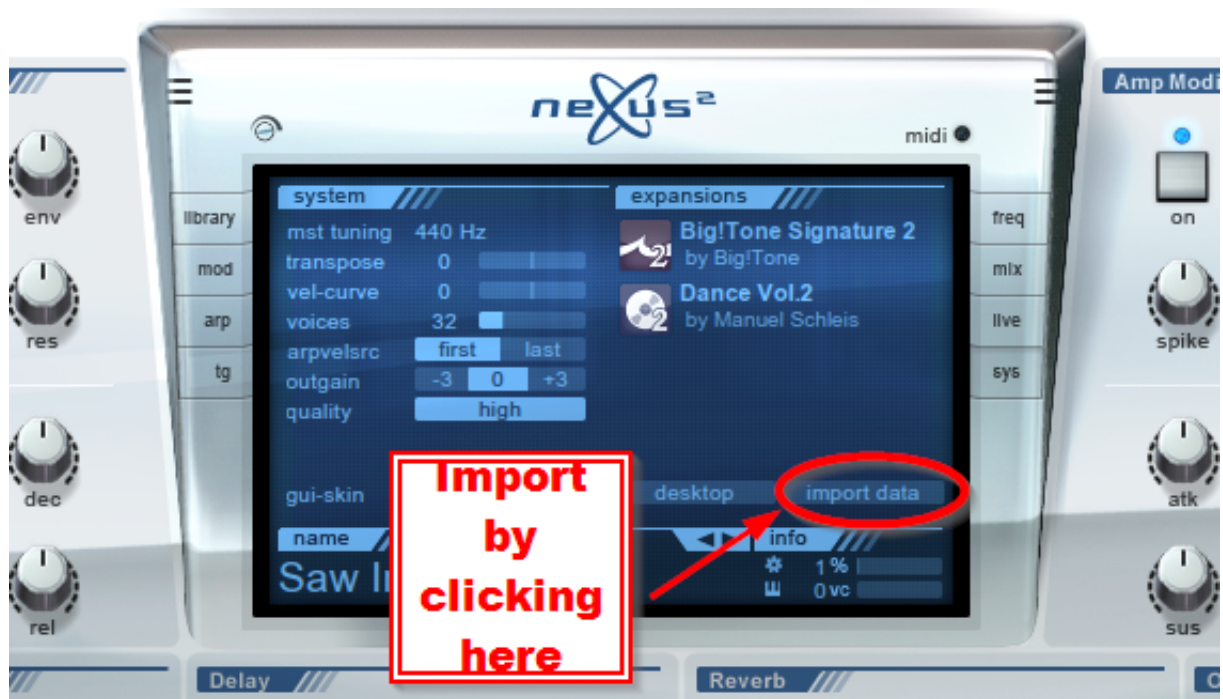 nexus²
midi
Amp Modi
env
res
dec
rel
library
mod
arp
tg
system
mst tuning 440 Hz
transpose 0
vel-curve 0
voices 32
arpvelsrc first last
outgain -3 0 +3
quality high
gui-skin
expansions
Big!Tone Signature 2
by Big!Tone
Dance Vol.2
by Manuel Schleis
desktop import data
Import
by
clicking
here
name
Saw
info
1 %
0 vc
freq
mix
live
sys
on
spike
atk
sus
Delay
Reverb